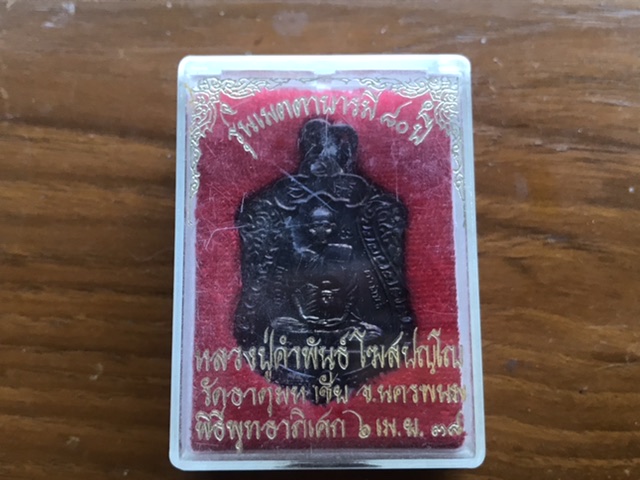 รุ่นเมตตาบารมี ๘๐ ปี
หลวงปู่คำพันธ์ โฆสปญฺโญ
วัดธาตุมหาชัย จ.นครพนม
พิธีพุทธาภิเศก ๖ เม.ย. ๓๘